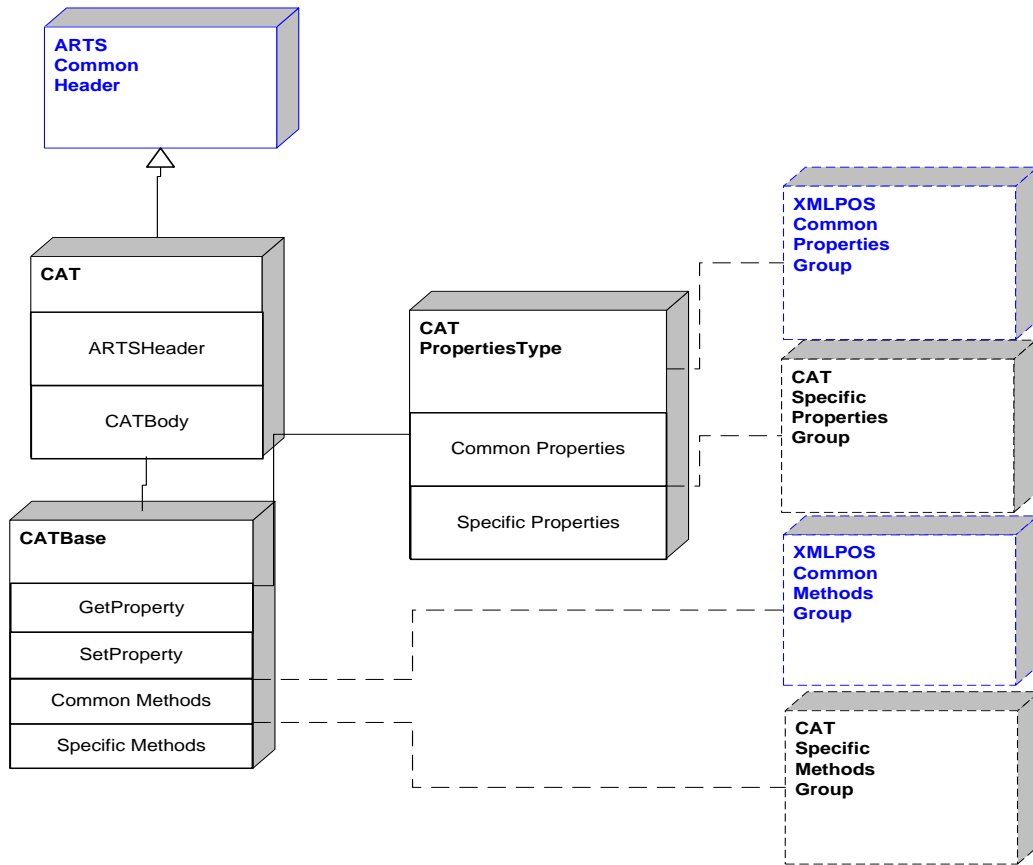 ARTS
Common
Header
CAT
ARTSHeader
CATBody
CATBase
GetProperty
SetProperty
Common Methods
Specific Methods
CAT
PropertiesType
Common Properties
Specific Properties
XMLPOS
Common
Properties
Group
CAT
Specific
Properties
Group
XMLPOS
Common
Methods
Group
CAT
Specific
Methods
Group